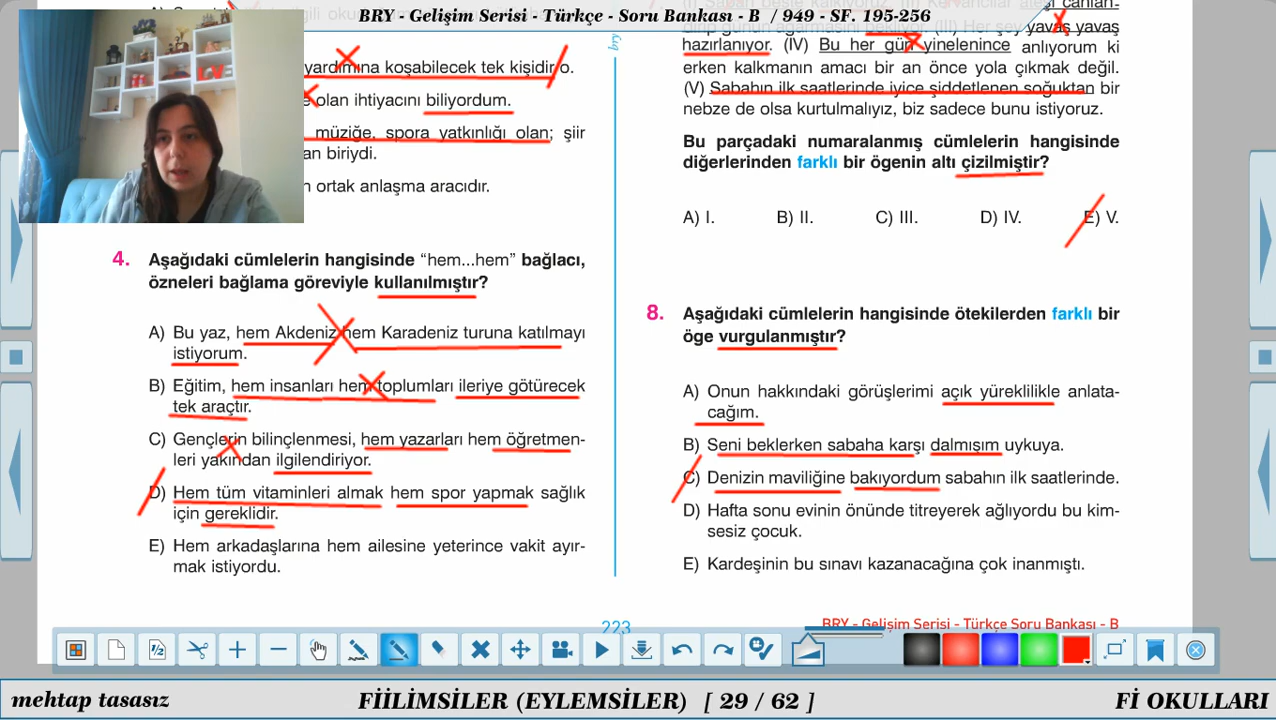 BRY - Gelişim Serisi - Türkçe - Soru Bankası - B / 949 - SF. 195-256
yardımına koşabilecek tek kişidir o.
olan ihtiyacını biliyordum.
müziğe, spora yatkınlığı olan; şiir
an biriydi.
n ortak anlaşma aracıdır.
4. Aşağıdaki cümlelerin hangisinde “hem...hem” bağlacı,
özneleri bağlama göreviyle kullanılmıştır?
A) Bu yaz, hem Akdeniz hem Karadeniz turuna katılmayı
istiyorum.
B) Eğitim, hem insanları hem toplumları ileriye götürecek
tek araçtır.
C) Gençlerin bilinçlenmesi, hem yazarları hem öğretmen-
leri yakından ilgilendiriyor.
D) Hem tüm vitaminleri almak hem spor yapmak sağlık
için gereklidir.
E) Hem arkadaşlarına hem ailesine yeterince vakit ayır-
mak istiyordu.
bry
dirip günün ağarmasını bekliyor. (III) Her şey yavaş yavaş
hazırlanıyor. (IV) Bu her gün yinelenince anlıyorum ki
erken kalkmanın amacı bir an önce yola çıkmak değil.
(V) Sabahın ilk saatlerinde iyice şiddetlenen soğuktan bir
nebze de olsa kurtulmalıyız, biz sadece bunu istiyoruz.
Bu parçadaki numaralanmış cümlelerin hangisinde
diğerlerinden farklı bir ögenin altı çizilmiştir?
A) I. B) II. C) III. D) IV. E) V.
8. Aşağıdaki cümlelerin hangisinde ötekilerden farklı bir
öge vurgulanmıştır?
A) Onun hakkındaki görüşlerimi açık yüreklilikle anlata-
cağım.
B) Seni beklerken sabaha karşı dalmışım uykuya.
C) Denizin maviliğine bakıyordum sabahın ilk saatlerinde.
D) Hafta sonu evinin önünde titreyerek ağlıyordu bu kim-
sesiz çocuk.
E) Kardeşinin bu sınavı kazanacağına çok inanmıştı.
223
BRY - Gelişim Serisi - Türkçe Soru Bankası - B
mehtap tasasız
FİİLİMSİLER (EYLEMSİLER) [ 29 / 62 ]
Fİ OKULLARI